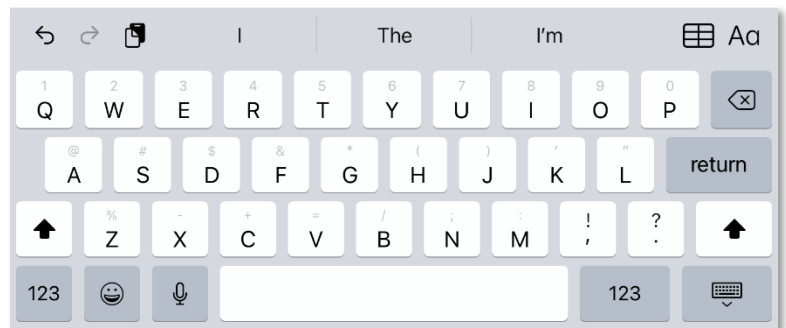 I The I'm Aa
1 2 3 4 5 6 7 8 9 0
Q W E R T Y U I O P
@ # $ & * ( ) ' "
A S D F G H J K L return
% - + = / ; : ! ?
Z X C V B N M , .
123 123